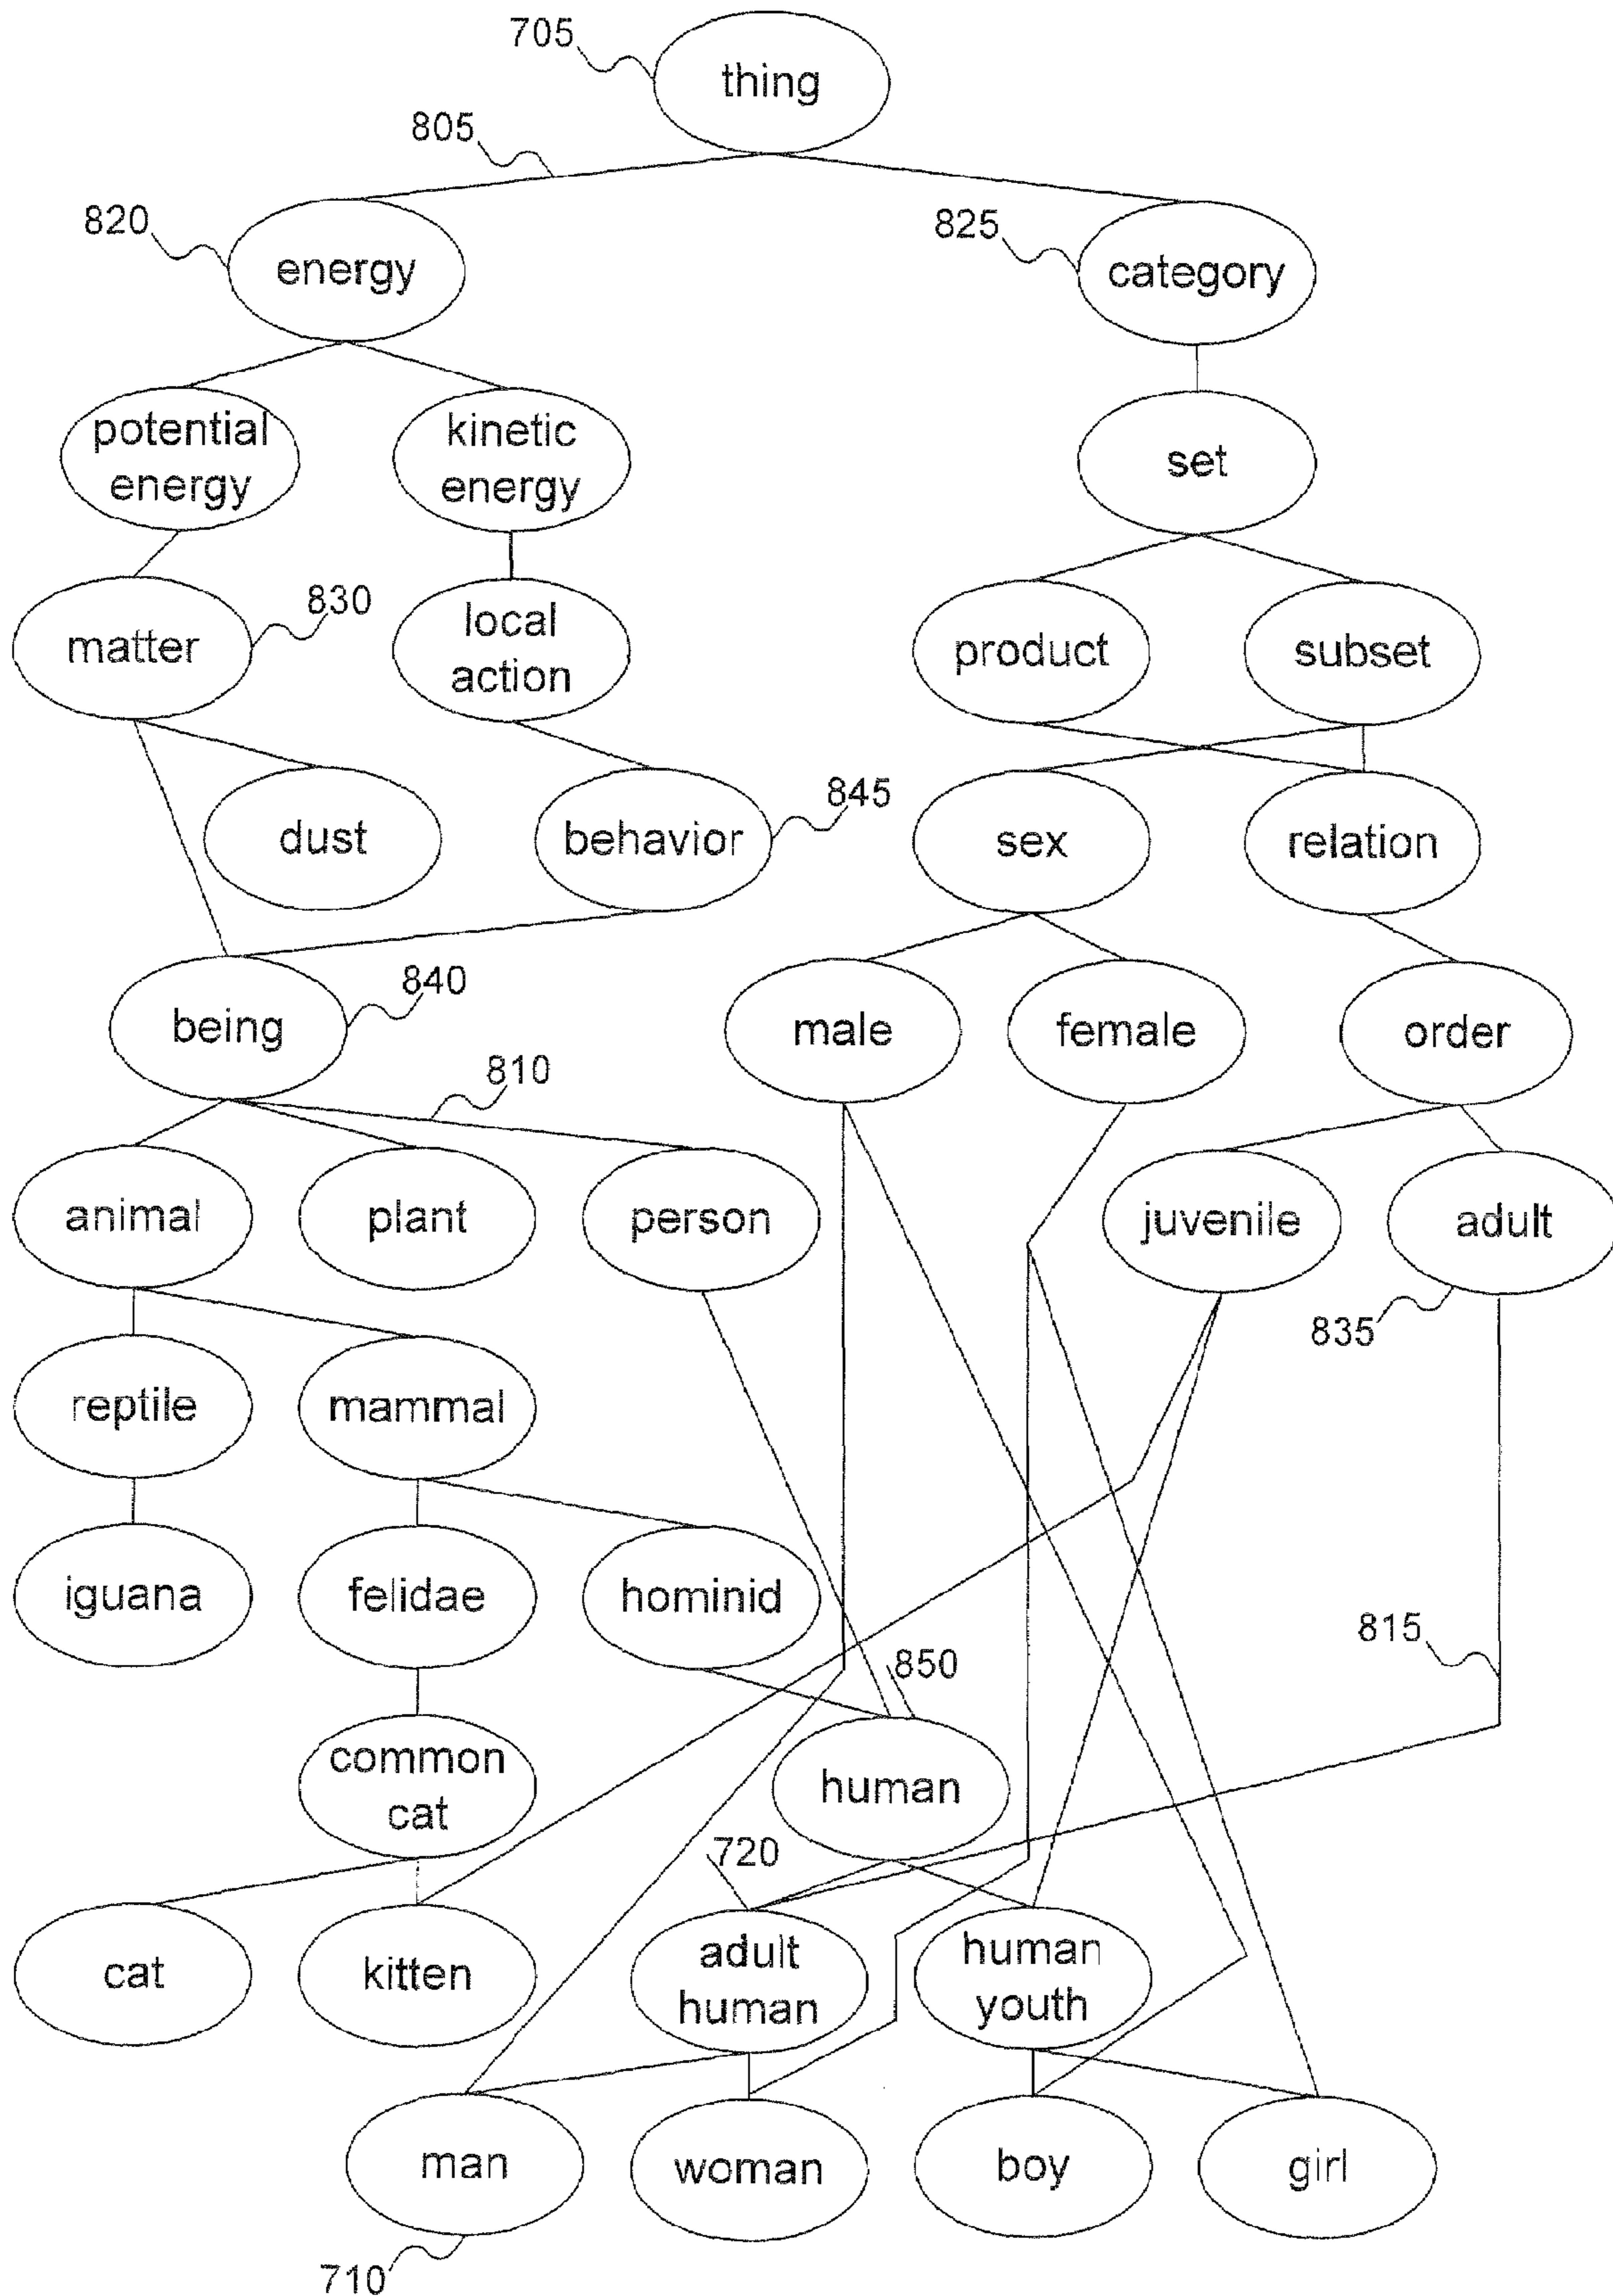 705
thing
805
820
825
energy
category
potential
energy
kinetic
energy
set
matter
830
local
action
product
subset
dust
behavior
845
sex
relation
being
840
male
female
order
810
animal
plant
person
juvenile
adult
835
reptile
mammal
iguana
felidae
hominid
815
850
common
cat
human
720
cat
kitten
adult
human
human
youth
man
woman
boy
girl
710